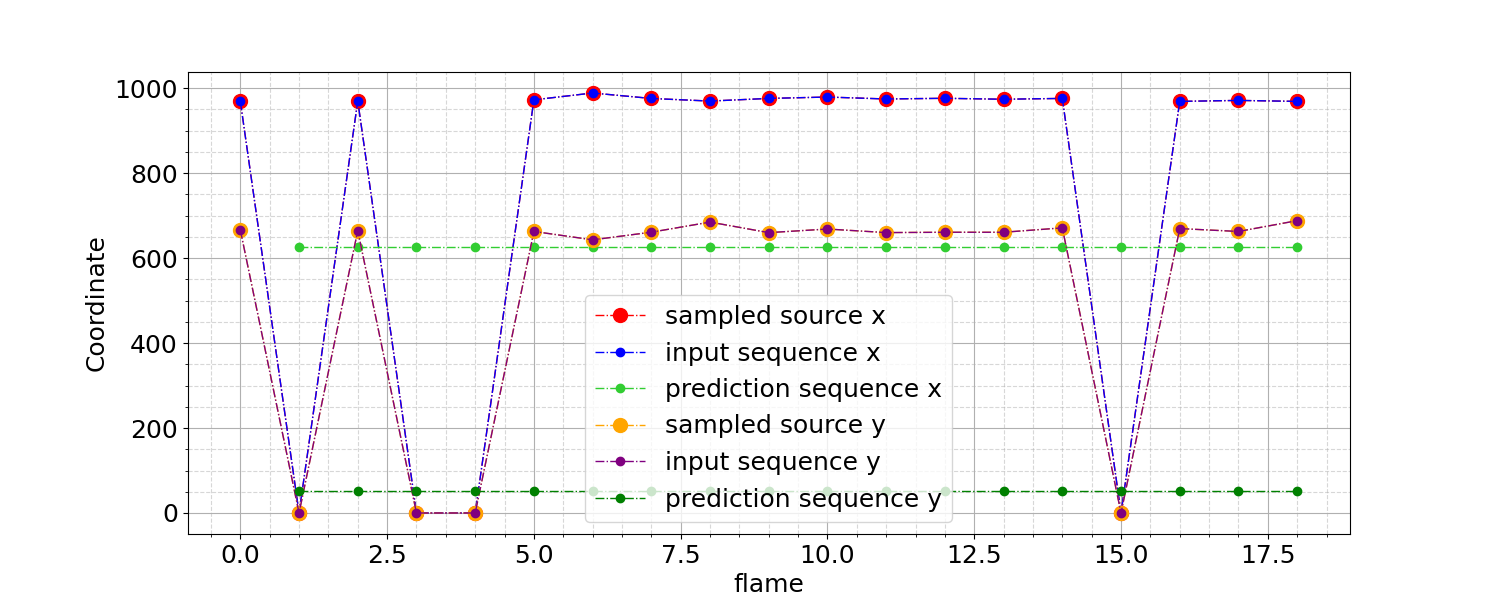 1000
800
600
400
200
0
Coordinate
sampled source x
input sequence x
prediction sequence x
sampled source y
input sequence y
prediction sequence y
0.0 2.5 5.0 7.5 10.0 12.5 15.0 17.5
flame